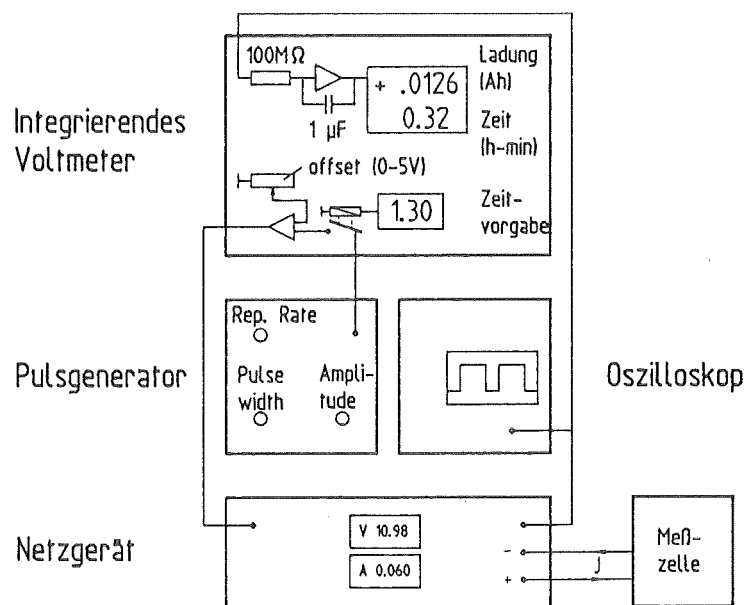 100MΩ
1 µF
+ .0126
0.32
Ladung
(Ah)
Zeit
(h-min)
Integrierendes
Voltmeter
offset (0-5V)
1.30
Zeit-
vorgabe
Rep. Rate
Pulse
width
Ampli-
tude
Pulsgenerator
Oszilloskop
Netzgerät
V 10.98
A 0.060
-
+
J
Meß-
zelle